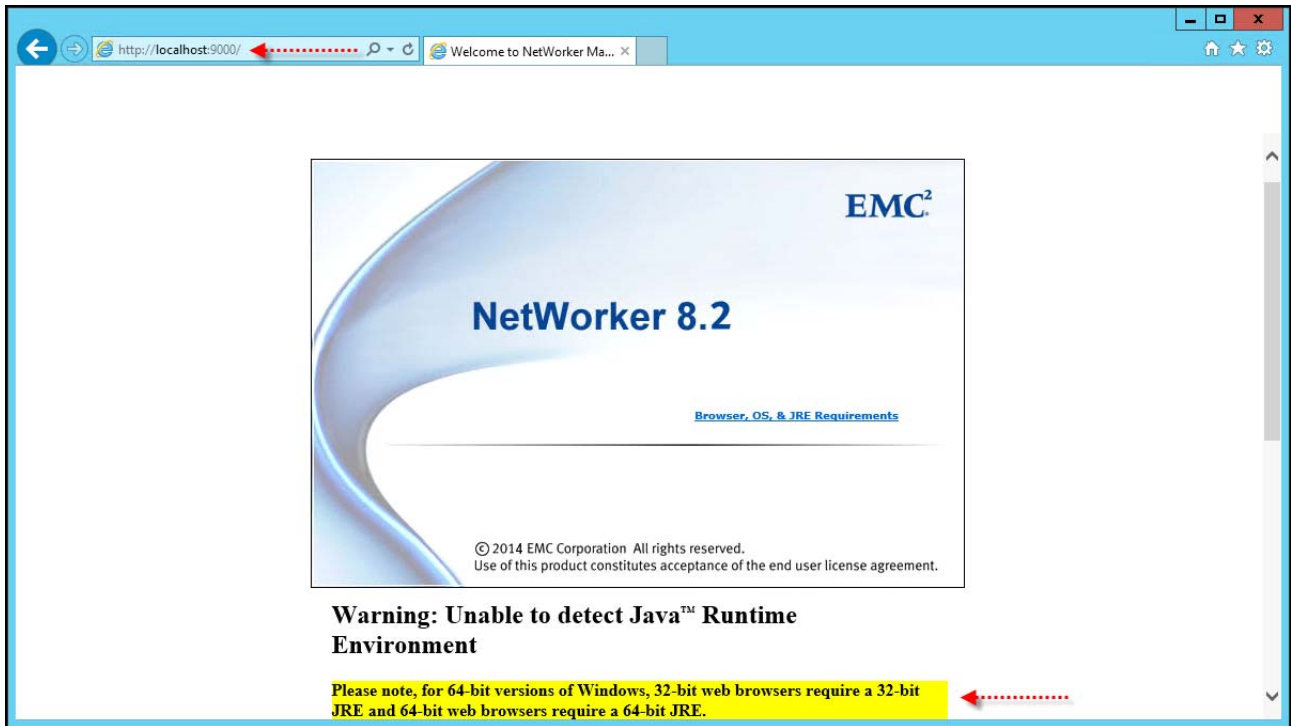 http://localhost:9000/
Welcome to NetWorker Ma...
EMC²
NetWorker 8.2
Browser, OS, & JRE Requirements
© 2014 EMC Corporation All rights reserved.
Use of this product constitutes acceptance of the end user license agreement.
Warning: Unable to detect Java™ Runtime
Environment
Please note, for 64-bit versions of Windows, 32-bit web browsers require a 32-bit
JRE and 64-bit web browsers require a 64-bit JRE.